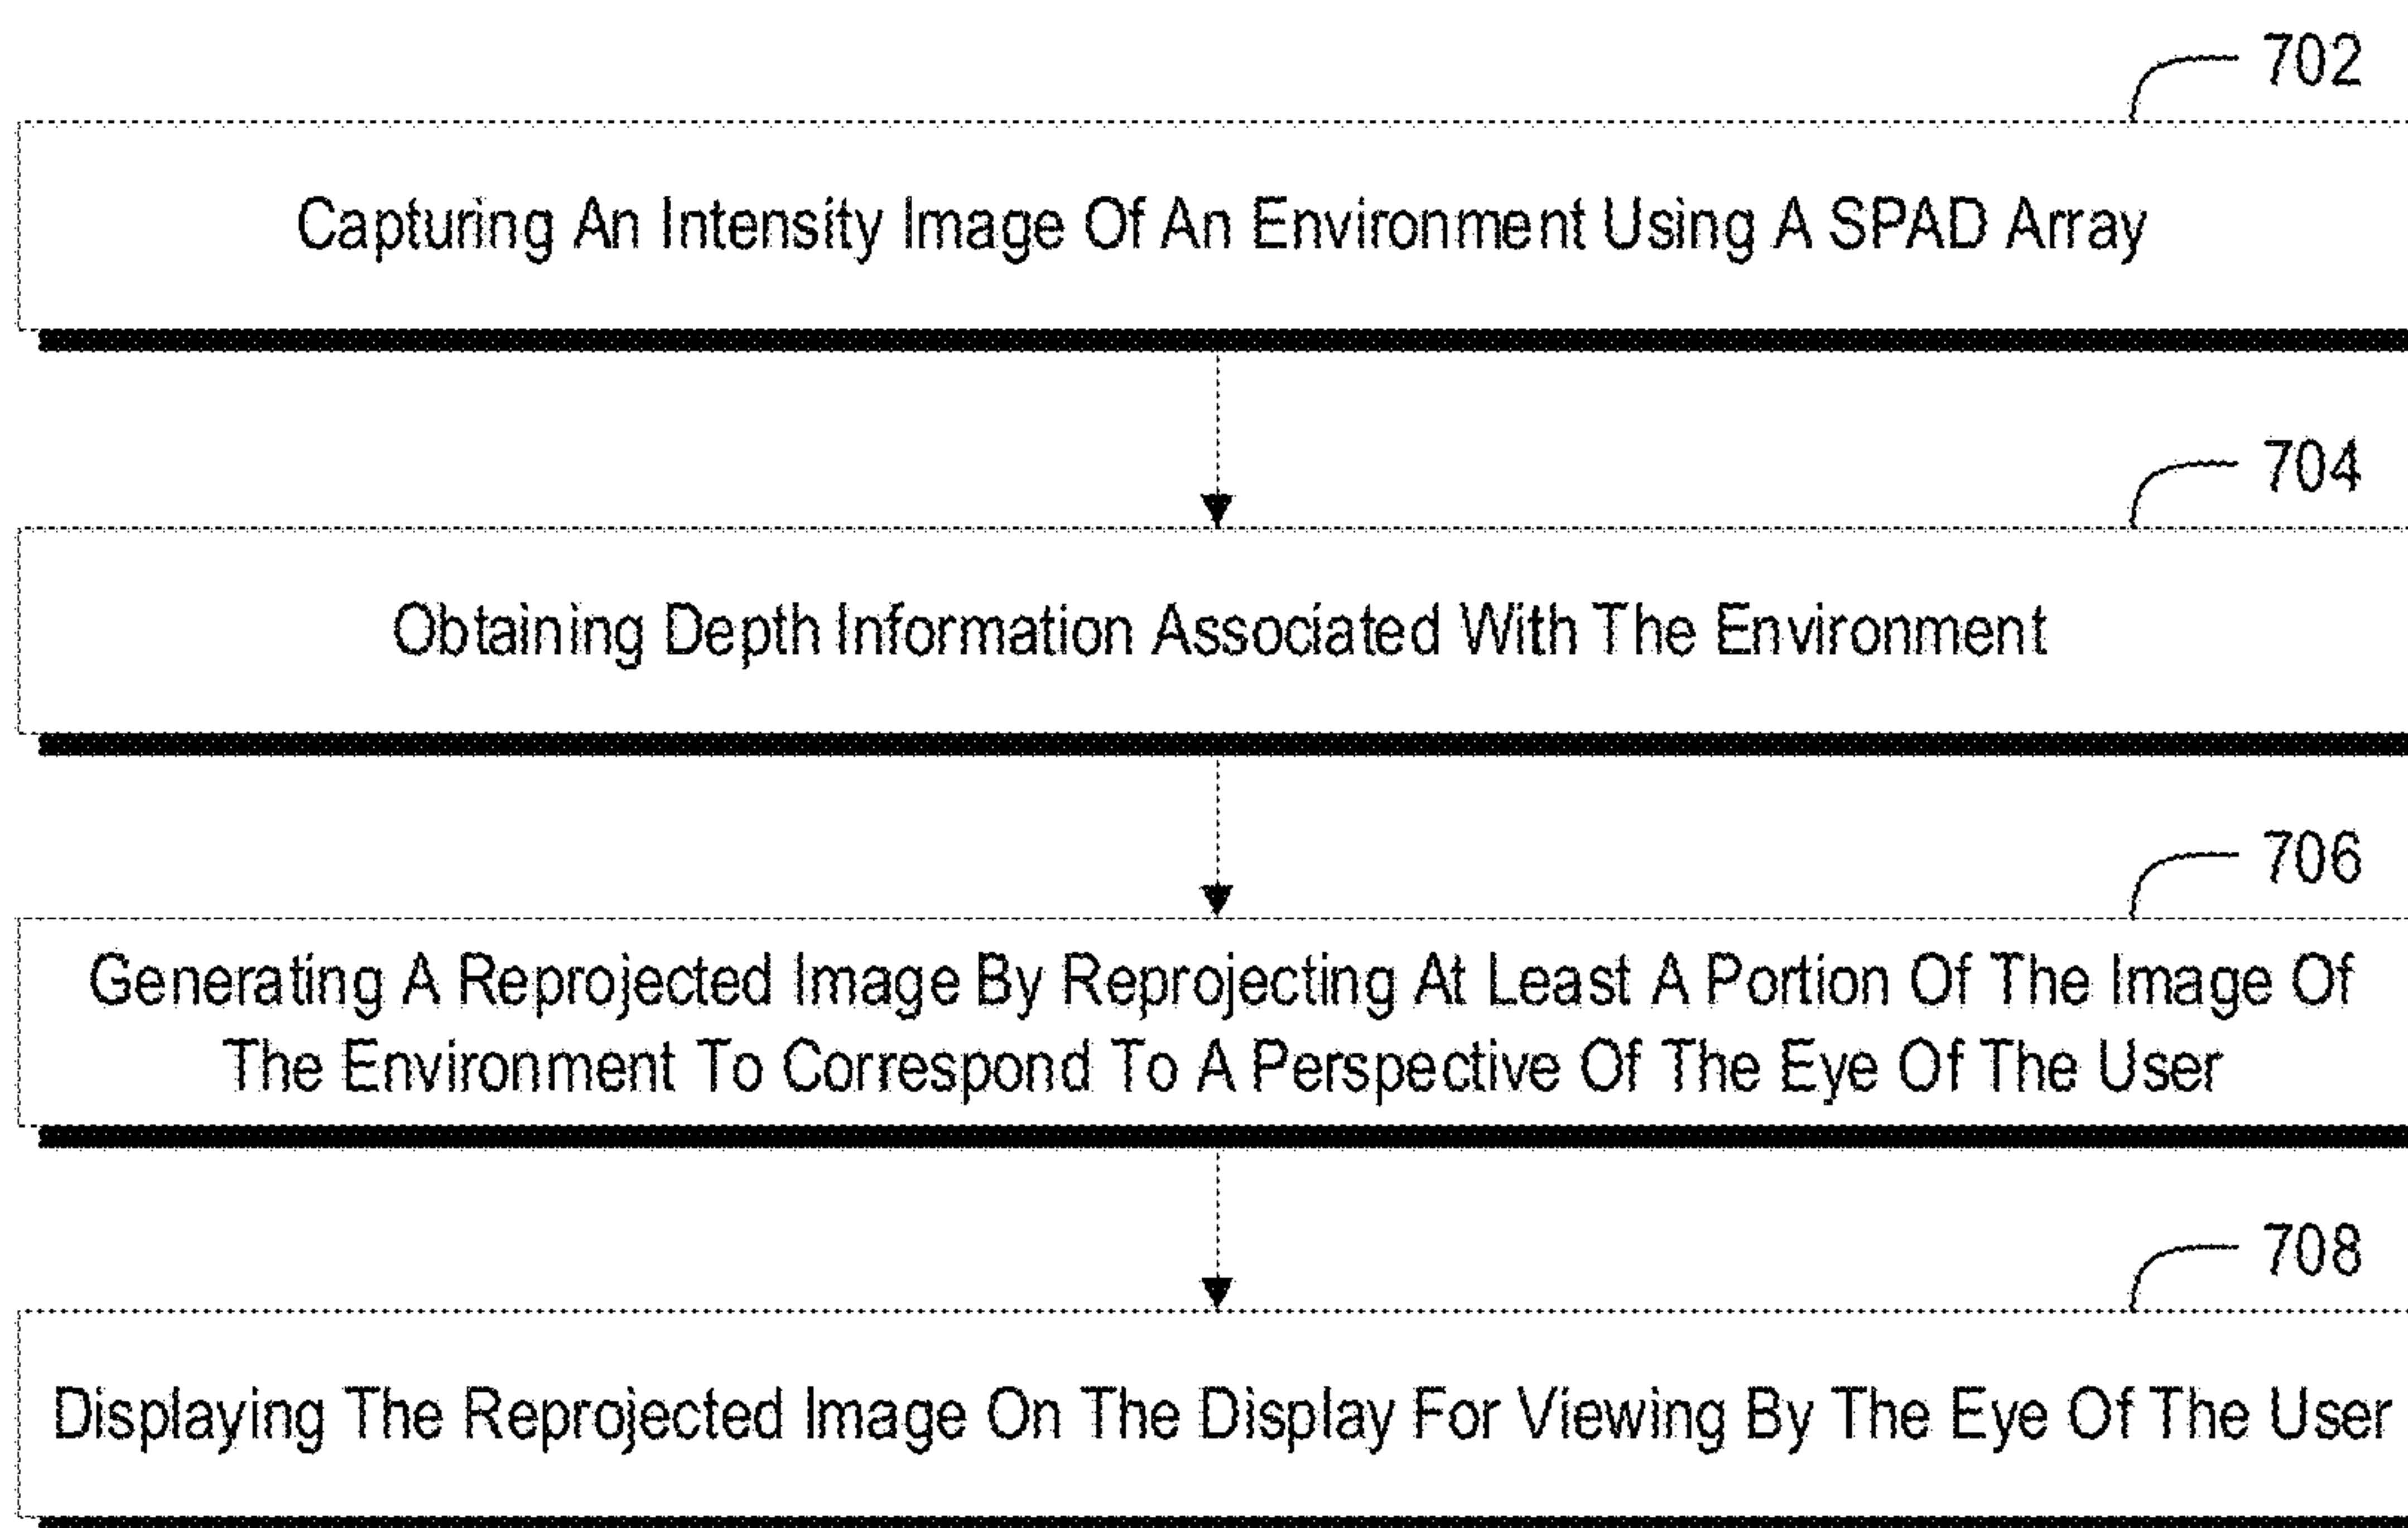 702
Capturing An Intensity Image Of An Environment Using A SPAD Array
704
Obtaining Depth Information Associated With The Environment
706
Generating A Reprojected Image By Reprojecting At Least A Portion Of The Image Of
The Environment To Correspond To A Perspective Of The Eye Of The User
708
Displaying The Reprojected Image On The Display For Viewing By The Eye Of The User